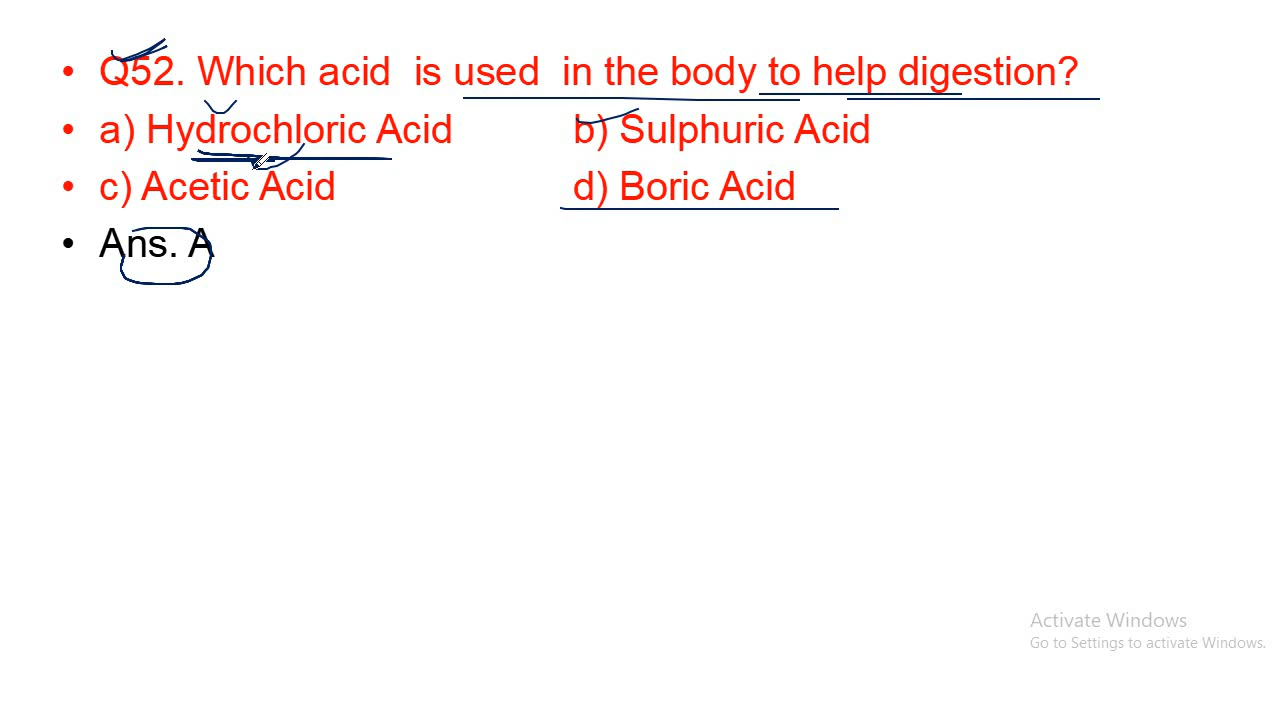 • Q52. Which acid is used in the body to help digestion?
• a) Hydrochloric Acid b) Sulphuric Acid
• c) Acetic Acid d) Boric Acid
• Ans. A
Activate Windows
Go to Settings to activate Windows.